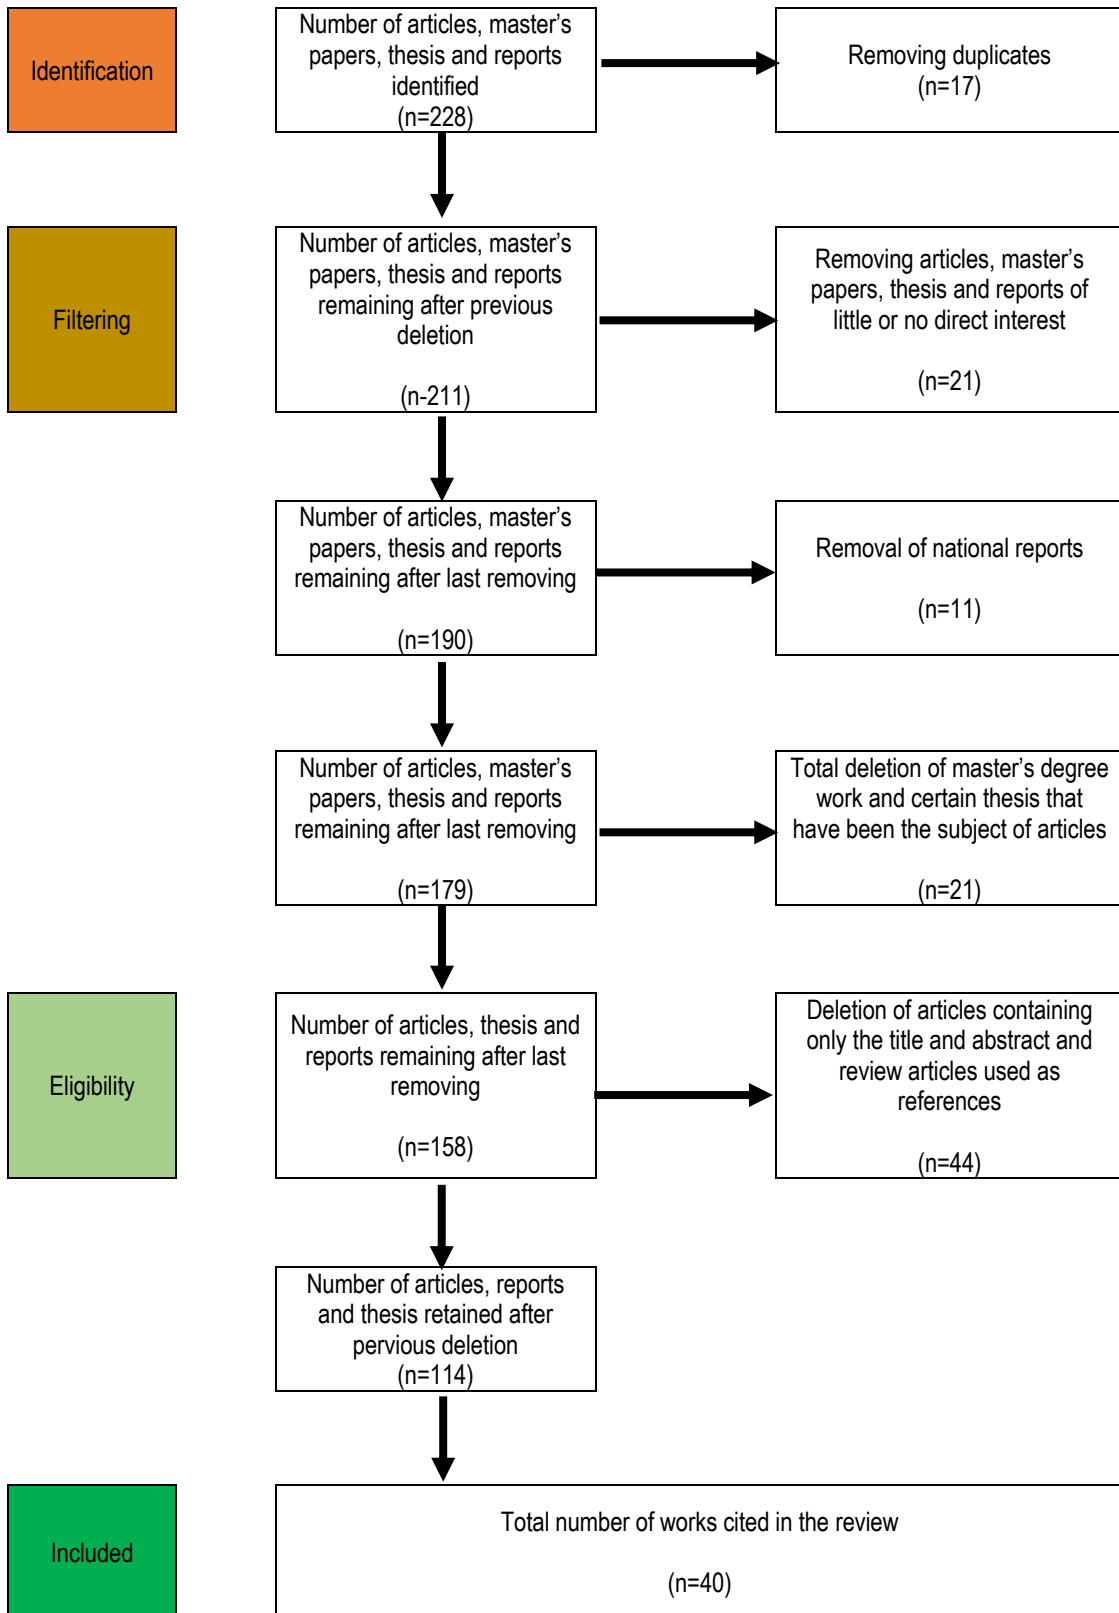 Identification
Number of articles, master's
papers, thesis and reports
identified
(n=228)
Removing duplicates
(n=17)
Filtering
Number of articles, master's
papers, thesis and reports
remaining after previous
deletion
(n-211)
Removing articles, master's
papers, thesis and reports of
little or no direct interest
(n=21)
Number of articles, master's
papers, thesis and reports
remaining after last removing
(n=190)
Removal of national reports
(n=11)
Number of articles, master's
papers, thesis and reports
remaining after last removing
(n=179)
Total deletion of master's degree
work and certain thesis that
have been the subject of articles
(n=21)
Eligibility
Number of articles, thesis and
reports remaining after last
removing
(n=158)
Deletion of articles containing
only the title and abstract and
review articles used as
references
(n=44)
Number of articles, reports
and thesis retained after
pervious deletion
(n=114)
Included
Total number of works cited in the review
(n=40)